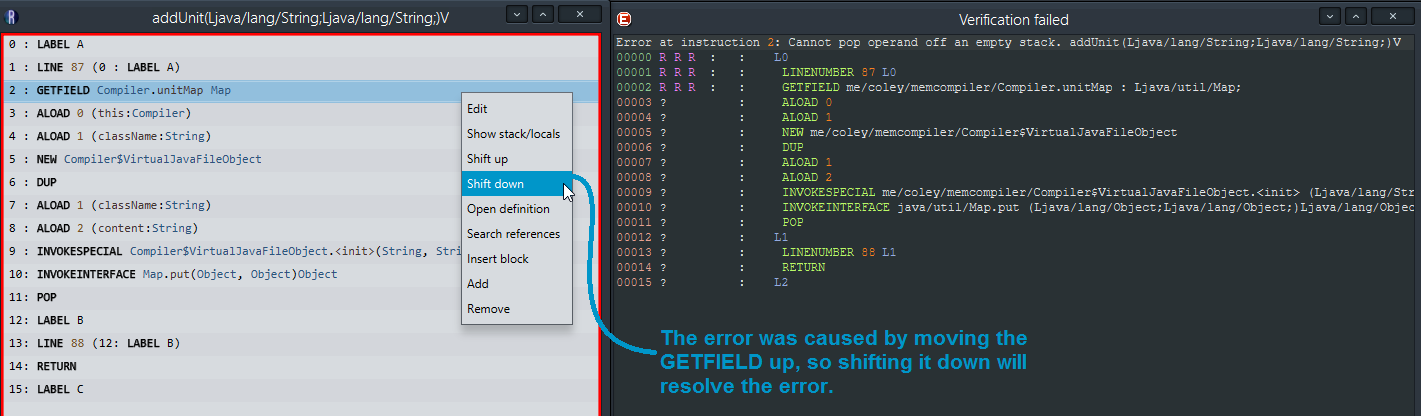 addUnit(Ljava/lang/String;Ljava/lang/String;)V
0 : LABEL A
1 : LINE 87 (0 : LABEL A)
2 : GETFIELD Compiler.unitMap Map
3 : ALOAD 0 (this:Compiler)
4 : ALOAD 1 (className:String)
5 : NEW Compiler$VirtualJavaFileObject
6 : DUP
7 : ALOAD 1 (className:String)
8 : ALOAD 2 (content:String)
9 : INVOKESPECIAL Compiler$VirtualJavaFileObject.<init>(String, Stri
10: INVOKEINTERFACE Map.put(Object, Object)Object
11: POP
12: LABEL B
13: LINE 88 (12: LABEL B)
14: RETURN
15: LABEL C
Edit
Show stack/locals
Shift up
Shift down
Open definition
Search references
Insert block
Add
Remove
Verification failed
Error at instruction 2: Cannot pop operand off an empty stack. addUnit(Ljava/lang/String;Ljava/lang/String;)V
00000 R R R : : L0
00001 R R R : : LINENUMBER 87 L0
00002 R R R : : GETFIELD me/coley/memcompiler/Compiler.unitMap : Ljava/util/Map;
00003 ? : ALOAD 0
00004 ? : ALOAD 1
00005 ? : NEW me/coley/memcompiler/Compiler$VirtualJavaFileObject
00006 ? : DUP
00007 ? : ALOAD 1
00008 ? : ALOAD 2
00009 ? : INVOKESPECIAL me/coley/memcompiler/Compiler$VirtualJavaFileObject.<init> (Ljava/lang/Str
00010 ? : INVOKEINTERFACE java/util/Map.put (Ljava/lang/Object;Ljava/lang/Object;)Ljava/lang/Objec
00011 ? : POP
00012 ? : L1
00013 ? : LINENUMBER 88 L1
00014 ? : RETURN
00015 ? : L2
The error was caused by moving the
GETFIELD up, so shifting it down will
resolve the error.